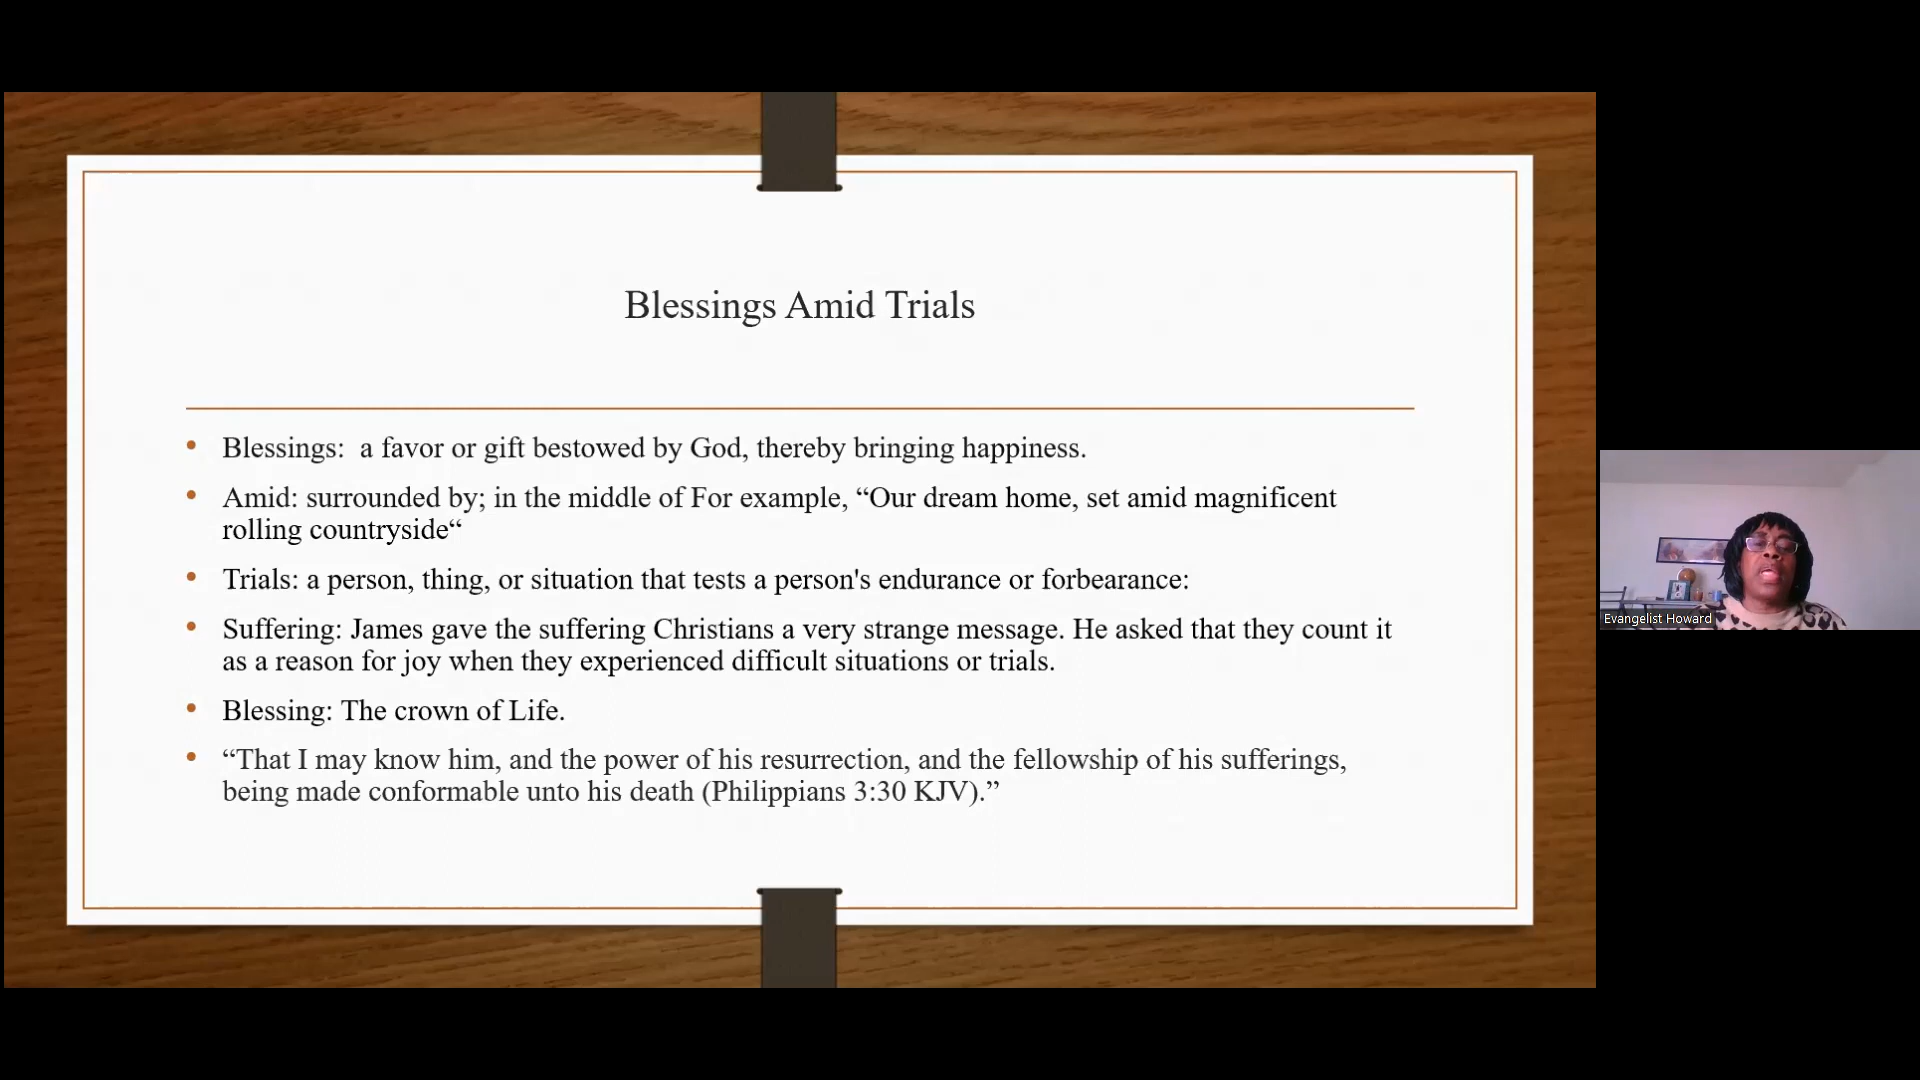 Blessings Amid Trials
• Blessings:  a favor or gift bestowed by God, thereby bringing happiness.
• Amid: surrounded by; in the middle of For example, “Our dream home, set amid magnificent
rolling countryside“
• Trials: a person, thing, or situation that tests a person's endurance or forbearance:
• Suffering: James gave the suffering Christians a very strange message. He asked that they count it
as a reason for joy when they experienced difficult situations or trials.
• Blessing: The crown of Life.
• “That I may know him, and the power of his resurrection, and the fellowship of his sufferings,
being made conformable unto his death (Philippians 3:30 KJV).”
Evangelist Howard